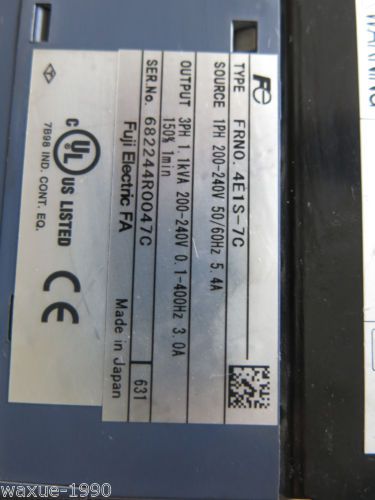 Fe
TYPE FRN0. 4E1S-7C
SOURCE 1PH 200-240V 50/60Hz 5. 4A
OUTPUT 3PH 1. 1kVA 200-240V 0. 1-400Hz 3. 0A
150% 1min
SER.No. 682244R0047C 631
Fuji Electric FA Made in Japan
C UL US LISTED
7B98 IND. CONT. EQ.
CE
WARNING
waxue-1990